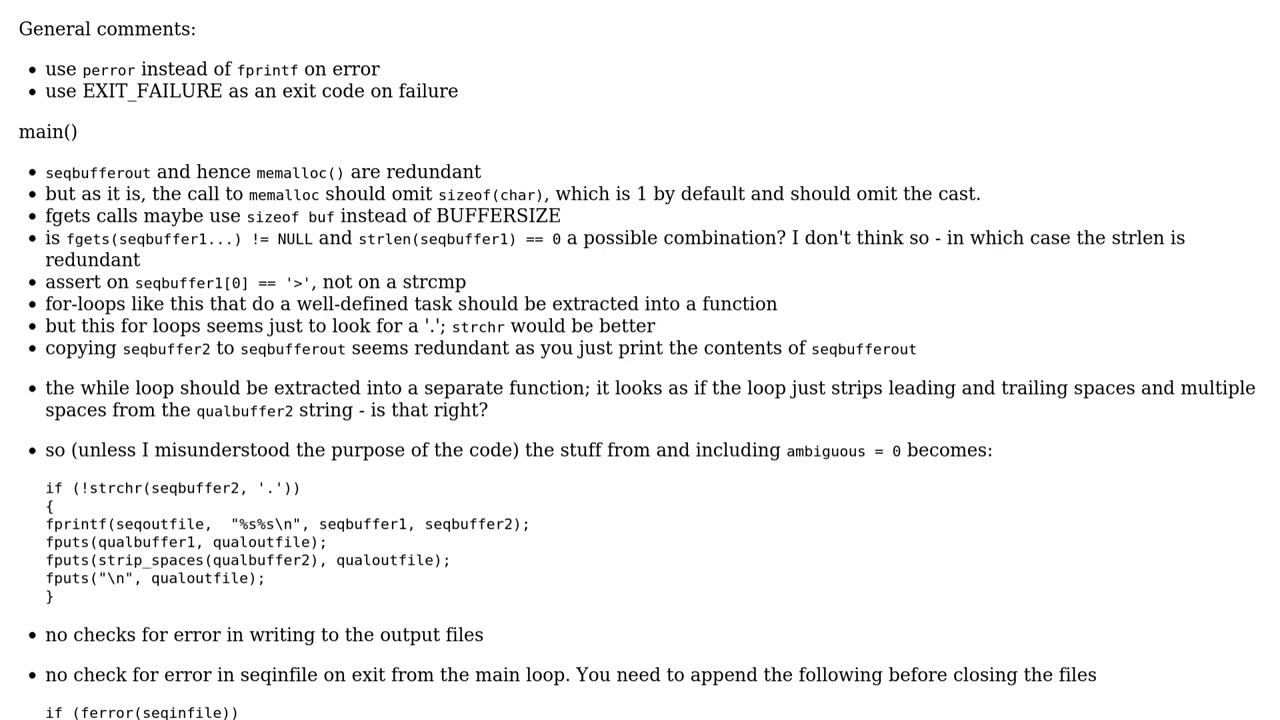 General comments:
• use perror instead of fprintf on error
• use EXIT_FAILURE as an exit code on failure
main()
• seqbufferout and hence memalloc() are redundant
• but as it is, the call to memalloc should omit sizeof(char), which is 1 by default and should omit the cast.
• fgets calls maybe use sizeof buf instead of BUFFERSIZE
• is fgets(seqbuffer1...) != NULL and strlen(seqbuffer1) == 0 a possible combination? I don't think so - in which case the strlen is
redundant
• assert on seqbuffer1[0] == '>', not on a strcmp
• for-loops like this that do a well-defined task should be extracted into a function
• but this for loops seems just to look for a '.'; strchr would be better
• copying seqbuffer2 to seqbufferout seems redundant as you just print the contents of seqbufferout
• the while loop should be extracted into a separate function; it looks as if the loop just strips leading and trailing spaces and multiple
spaces from the qualbuffer2 string - is that right?
• so (unless I misunderstood the purpose of the code) the stuff from and including ambiguous = 0 becomes:
if (!strchr(seqbuffer2, '.'))
{
fprintf(seqoutfile,  "%s%s\n", seqbuffer1, seqbuffer2);
fputs(qualbuffer1, qualoutfile);
fputs(strip_spaces(qualbuffer2), qualoutfile);
fputs("\n", qualoutfile);
}
• no checks for error in writing to the output files
• no check for error in seqinfile on exit from the main loop. You need to append the following before closing the files
if (ferror(seqinfile))